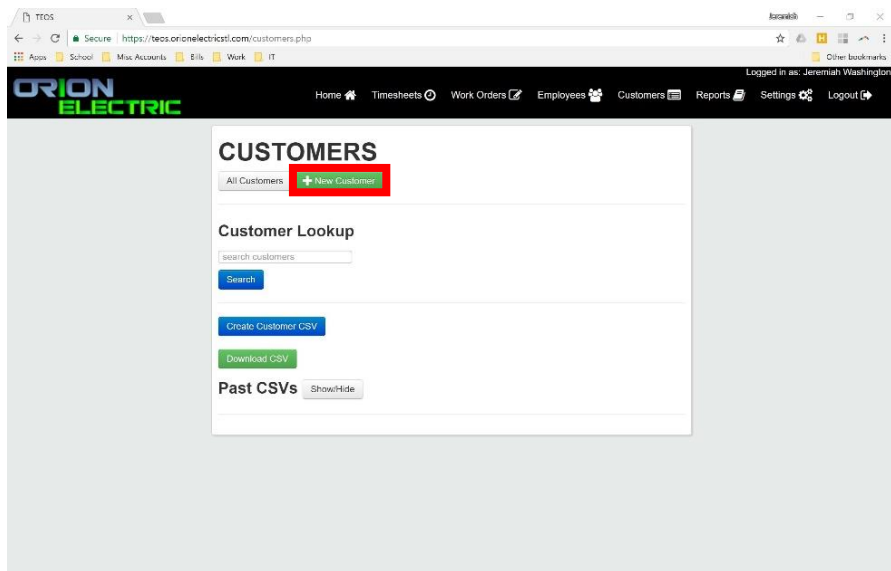 TEOS
Jeremiah
Secure https://teos.orionelectricstl.com/customers.php
Apps School Misc Accounts Bills Work IT Other bookmarks
Logged in as: Jeremiah Washington
ORION ELECTRIC
Home Timesheets Work Orders Employees Customers Reports Settings Logout
CUSTOMERS
All Customers New Customer
Customer Lookup
search customers
Search
Create Customer CSV
Download CSV
Past CSVs Show/Hide